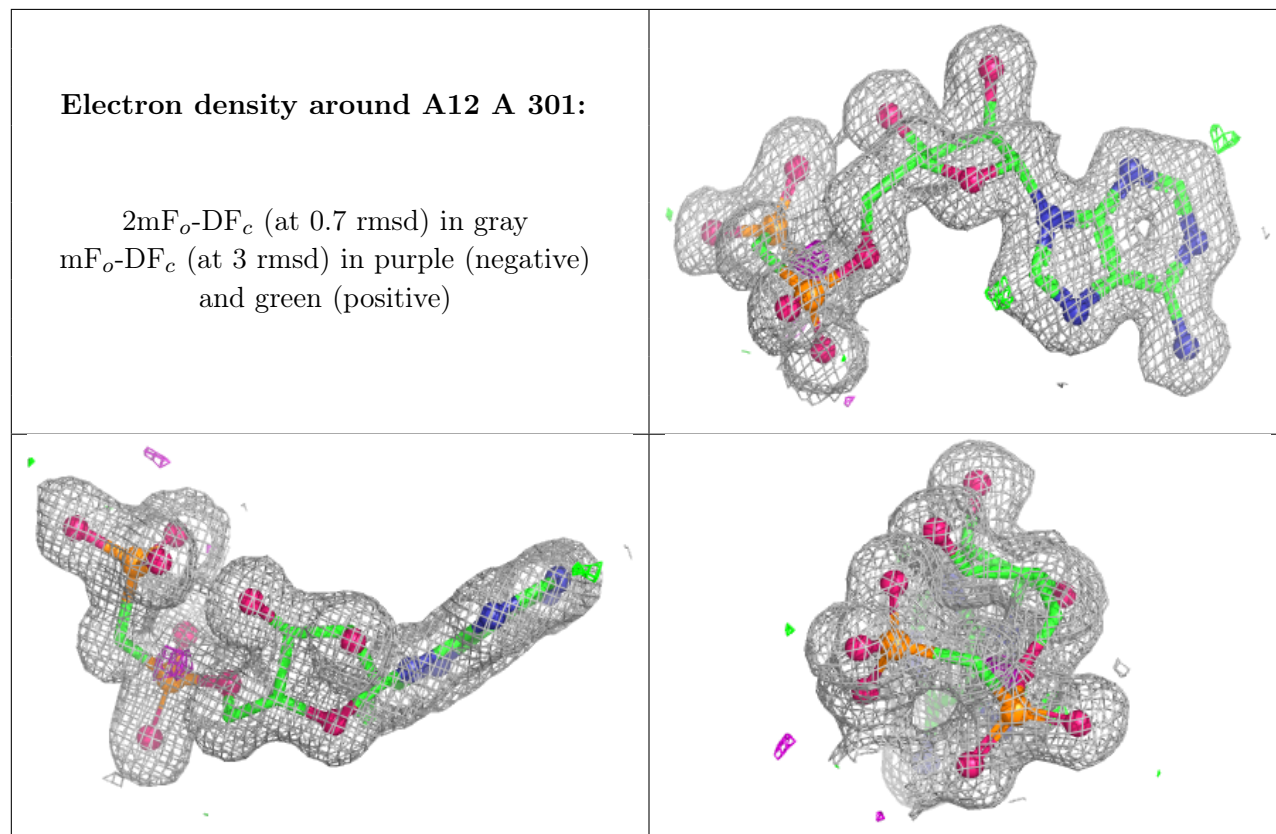 Electron density around A12 A 301:
2mFo-DFc (at 0.7 rmsd) in gray
mFo-DFc (at 3 rmsd) in purple (negative)
and green (positive)